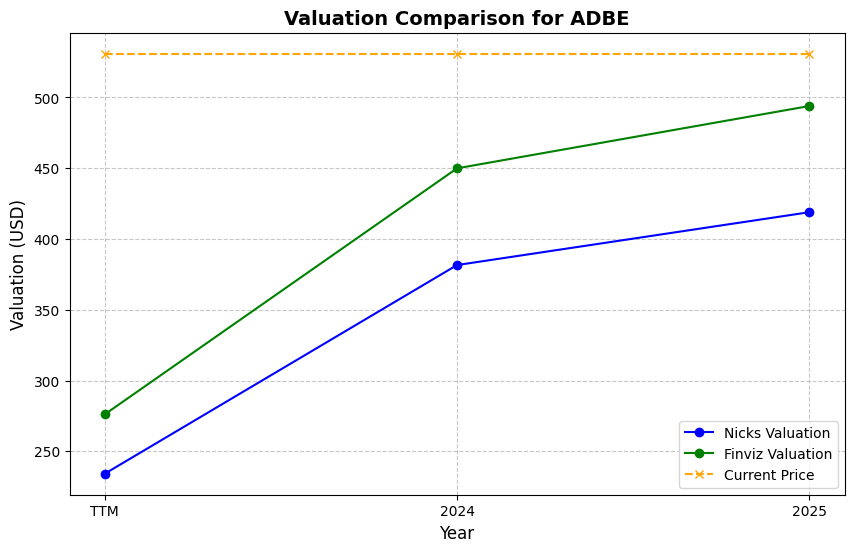 Valuation Comparison for ADBE
Valuation (USD)
500
450
400
350
300
250
TTM
2024
2025
Year
Nicks Valuation
Finviz Valuation
Current Price